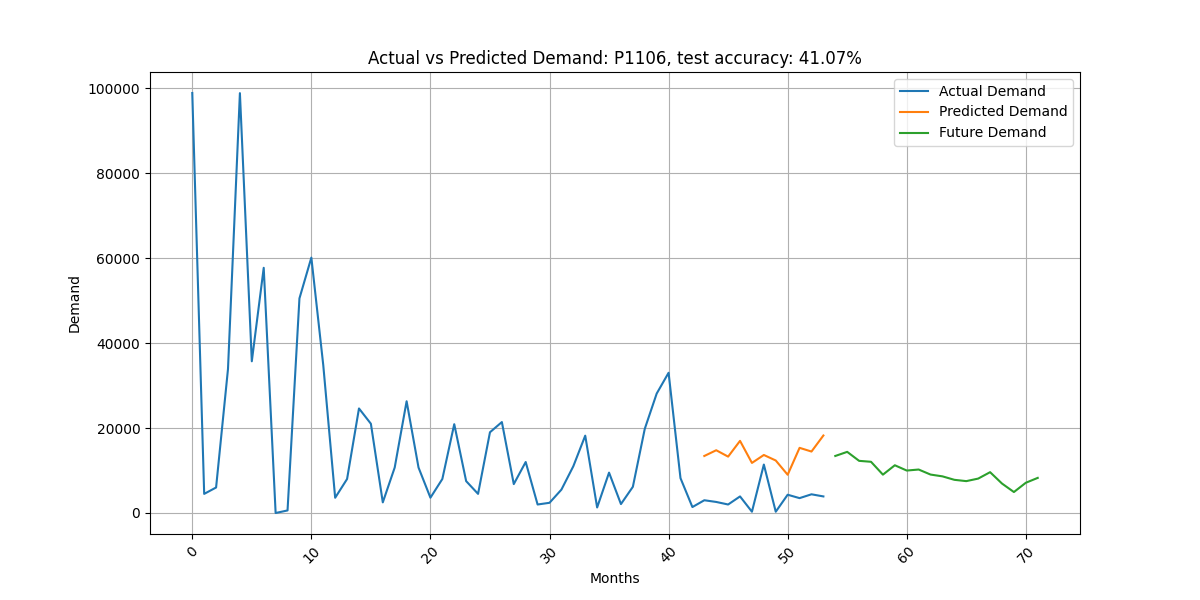 Actual vs Predicted Demand: P1106, test accuracy: 41.07%
Actual Demand
Predicted Demand
Future Demand
Demand
100000
80000
60000
40000
20000
0
0
10
20
30
40
50
60
70
Months